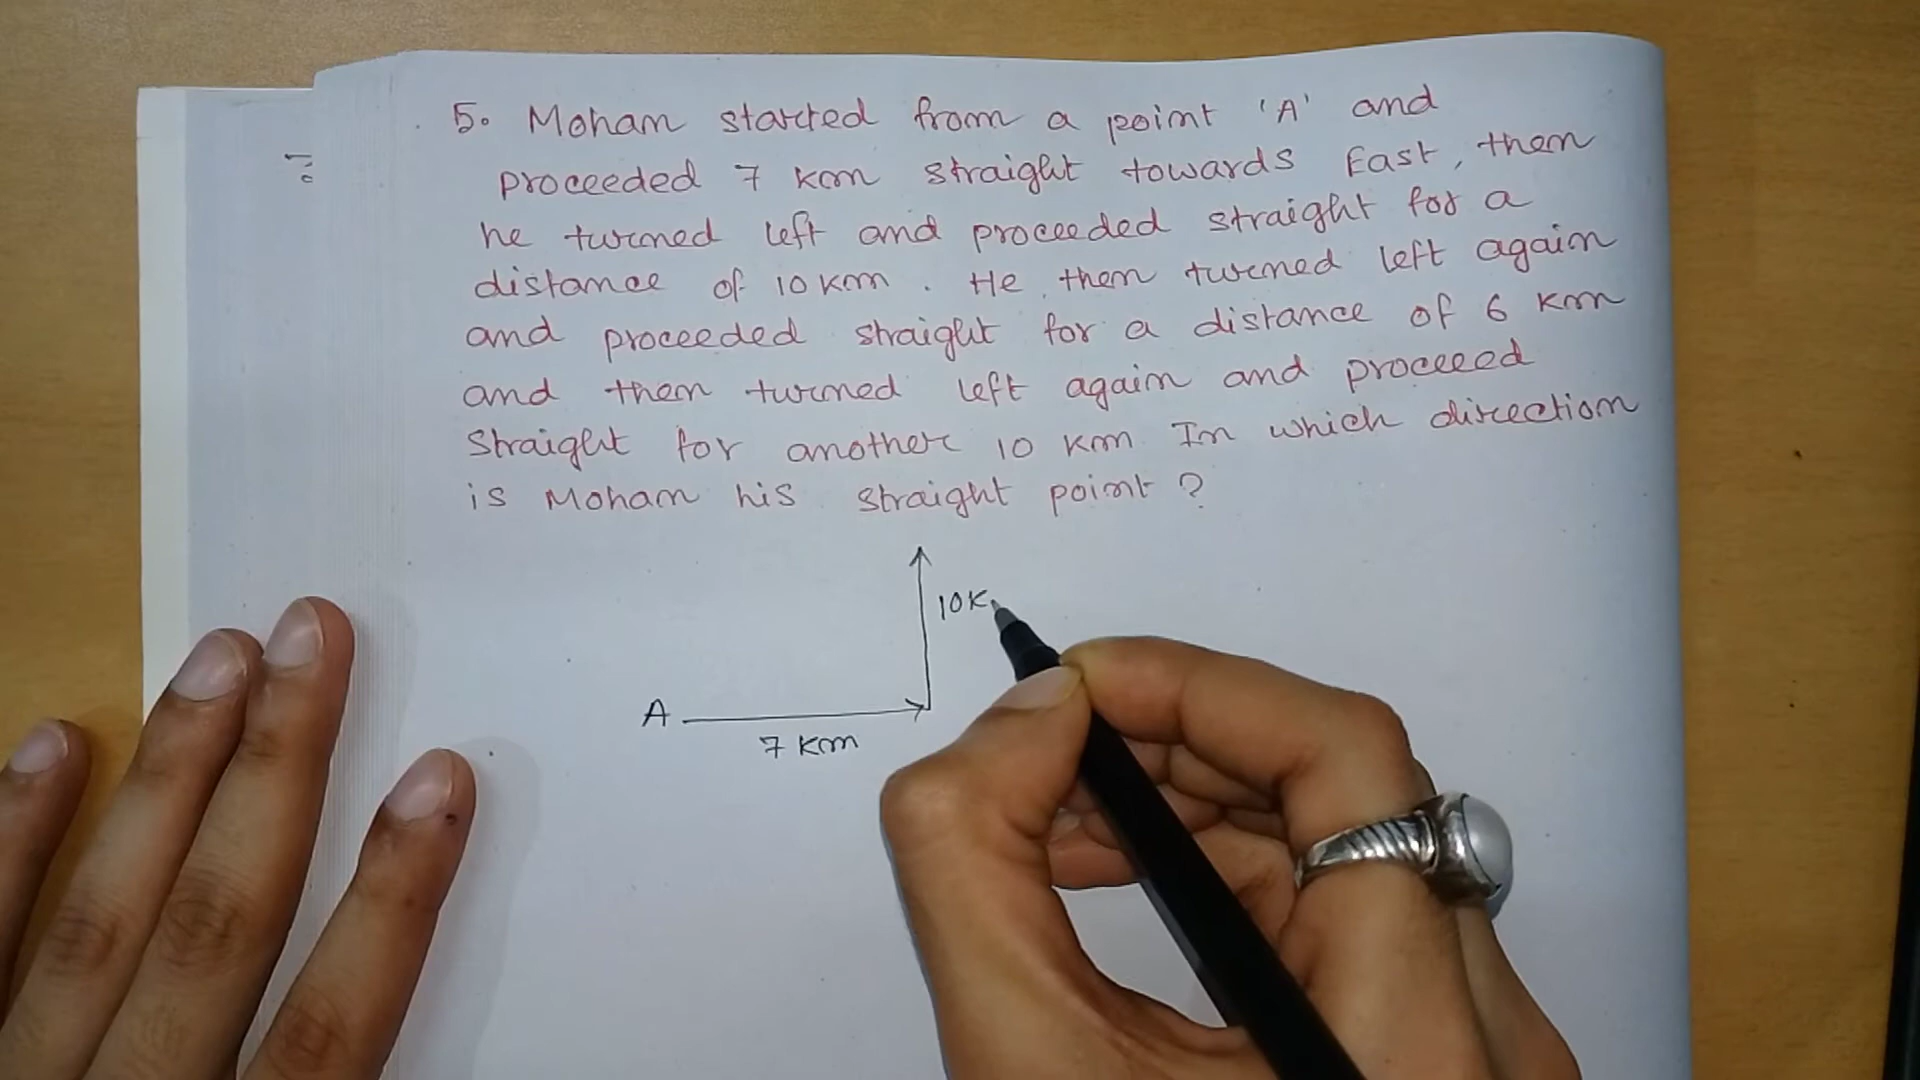 5. Mohan started from a point 'A' and
proceeded 7 km straight towards East, then
he turned left and proceeded straight for a
distance of 10 km. He then turned left again
and proceeded straight for a distance of 6 km
and then turned left again and proceed
straight for another 10 km In which direction
is Mohan his straight point ?
10K
A
7 km